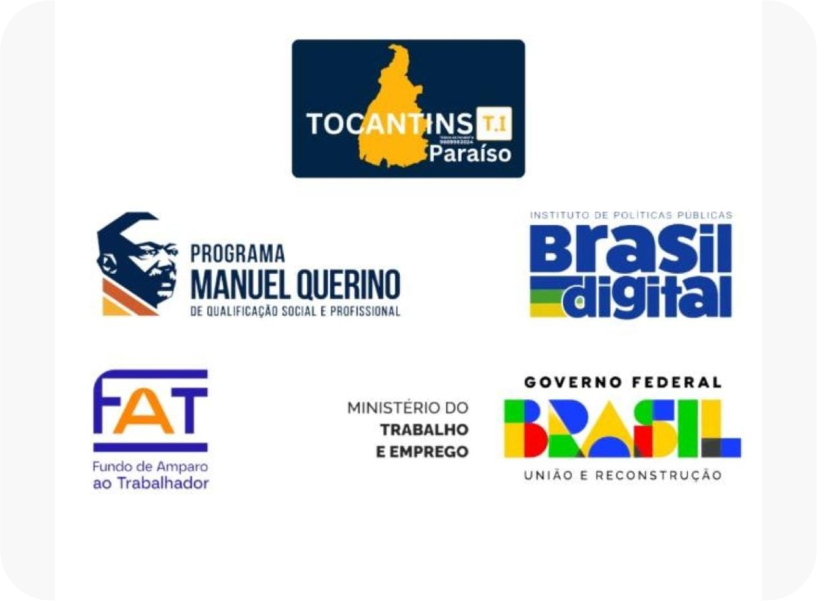 TOCANTINS T.I
Paraíso
PROGRAMA
MANUEL QUERINO
DE QUALIFICAÇÃO SOCIAL E PROFISSIONAL
INSTITUTO DE POLÍTICAS PÚBLICAS
Brasil
digital
FAT
Fundo de Amparo
ao Trabalhador
MINISTÉRIO DO
TRABALHO
E EMPREGO
GOVERNO FEDERAL
BRASIL
UNIÃO E RECONSTRUÇÃO